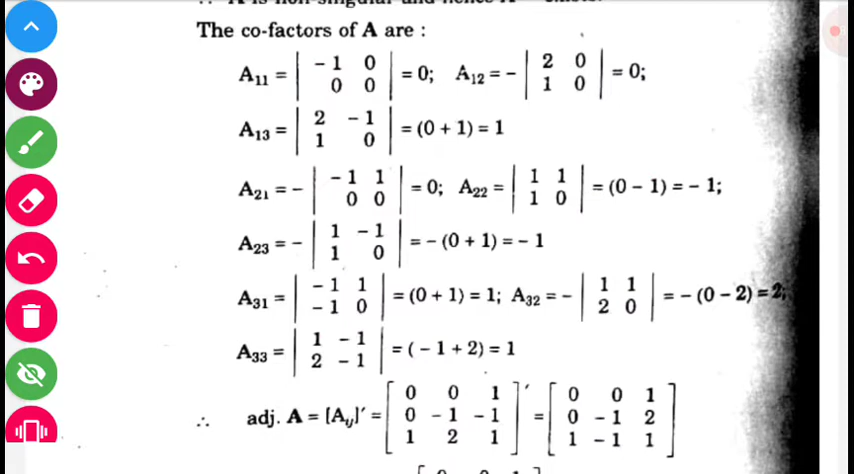 The co-factors of A are :
A₁₁ = | -1 0 ; 0 0 | = 0; A₁₂ = - | 2 0 ; 1 0 | = 0;
A₁₃ = | 2 -1 ; 1 0 | = (0 + 1) = 1
A₂₁ = - | -1 1 ; 0 0 | = 0; A₂₂ = | 1 1 ; 1 0 | = (0 - 1) = - 1;
A₂₃ = - | 1 -1 ; 1 0 | = - (0 + 1) = - 1
A₃₁ = | -1 1 ; -1 0 | = (0 + 1) = 1; A₃₂ = - | 1 1 ; 2 0 | = - (0 - 2) = 2;
A₃₃ = | 1 -1 ; 2 -1 | = (- 1 + 2) = 1
∴ adj. A = [Aᵢⱼ]′ = [ 0 0 1 ; 0 -1 -1 ; 1 2 1 ]′ = [ 0 0 1 ; 0 -1 2 ; 1 -1 1 ]